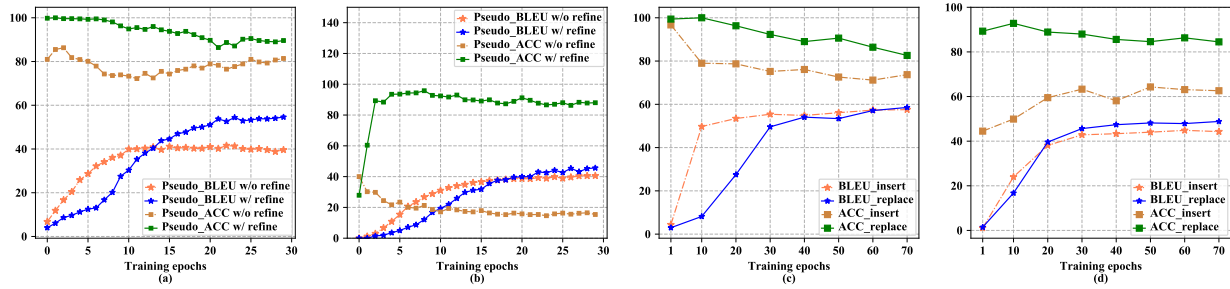 100
80
60
40
20
0
Pseudo_BLEU w/o refine
Pseudo_BLEU w/ refine
Pseudo_ACC w/o refine
Pseudo_ACC w/ refine
0 5 10 15 20 25 30
Training epochs
(a)
140
120
100
80
60
40
20
0
Pseudo_BLEU w/o refine
Pseudo_BLEU w/ refine
Pseudo_ACC w/o refine
Pseudo_ACC w/ refine
0 5 10 15 20 25 30
Training epochs
(b)
100
80
60
40
20
0
BLEU_insert
BLEU_replace
ACC_insert
ACC_replace
1 10 20 30 40 50 60 70
Training epochs
(c)
100
80
60
40
20
0
BLEU_insert
BLEU_replace
ACC_insert
ACC_replace
1 10 20 30 40 50 60 70
Training epochs
(d)